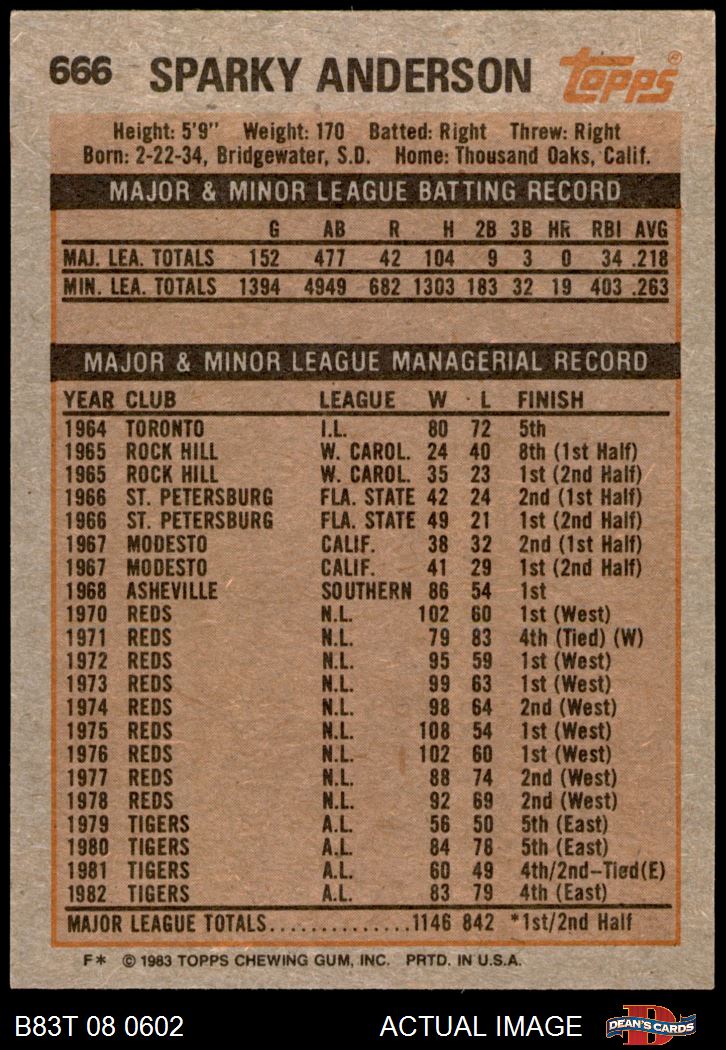 666 SPARKY ANDERSON Topps®
Height: 5'9" Weight: 170 Batted: Right Threw: Right
Born: 2-22-34, Bridgewater, S.D. Home: Thousand Oaks, Calif.
MAJOR & MINOR LEAGUE BATTING RECORD
G AB R H 2B 3B HR RBI AVG
MAJ. LEA. TOTALS 152 477 42 104 9 3 0 34 .218
MIN. LEA. TOTALS 1394 4949 682 1303 183 32 19 403 .263
MAJOR & MINOR LEAGUE MANAGERIAL RECORD
YEAR CLUB LEAGUE W L FINISH
1964 TORONTO I.L. 80 72 5th
1965 ROCK HILL W. CAROL. 24 40 8th (1st Half)
1965 ROCK HILL W. CAROL. 35 23 1st (2nd Half)
1966 ST. PETERSBURG FLA. STATE 42 24 2nd (1st Half)
1966 ST. PETERSBURG FLA. STATE 49 21 1st (2nd Half)
1967 MODESTO CALIF. 38 32 2nd (1st Half)
1967 MODESTO CALIF. 41 29 1st (2nd Half)
1968 ASHEVILLE SOUTHERN 86 54 1st
1970 REDS N.L. 102 60 1st (West)
1971 REDS N.L. 79 83 4th (Tied) (W)
1972 REDS N.L. 95 59 1st (West)
1973 REDS N.L. 99 63 1st (West)
1974 REDS N.L. 98 64 2nd (West)
1975 REDS N.L. 108 54 1st (West)
1976 REDS N.L. 102 60 1st (West)
1977 REDS N.L. 88 74 2nd (West)
1978 REDS N.L. 92 69 2nd (West)
1979 TIGERS A.L. 56 50 5th (East)
1980 TIGERS A.L. 84 78 5th (East)
1981 TIGERS A.L. 60 49 4th/2nd—Tied(E)
1982 TIGERS A.L. 83 79 4th (East)
MAJOR LEAGUE TOTALS..............1146 842 *1st/2nd Half
F* © 1983 TOPPS CHEWING GUM, INC. PRTD. IN U.S.A.
B83T 08 0602 ACTUAL IMAGE D DEAN'S CARDS